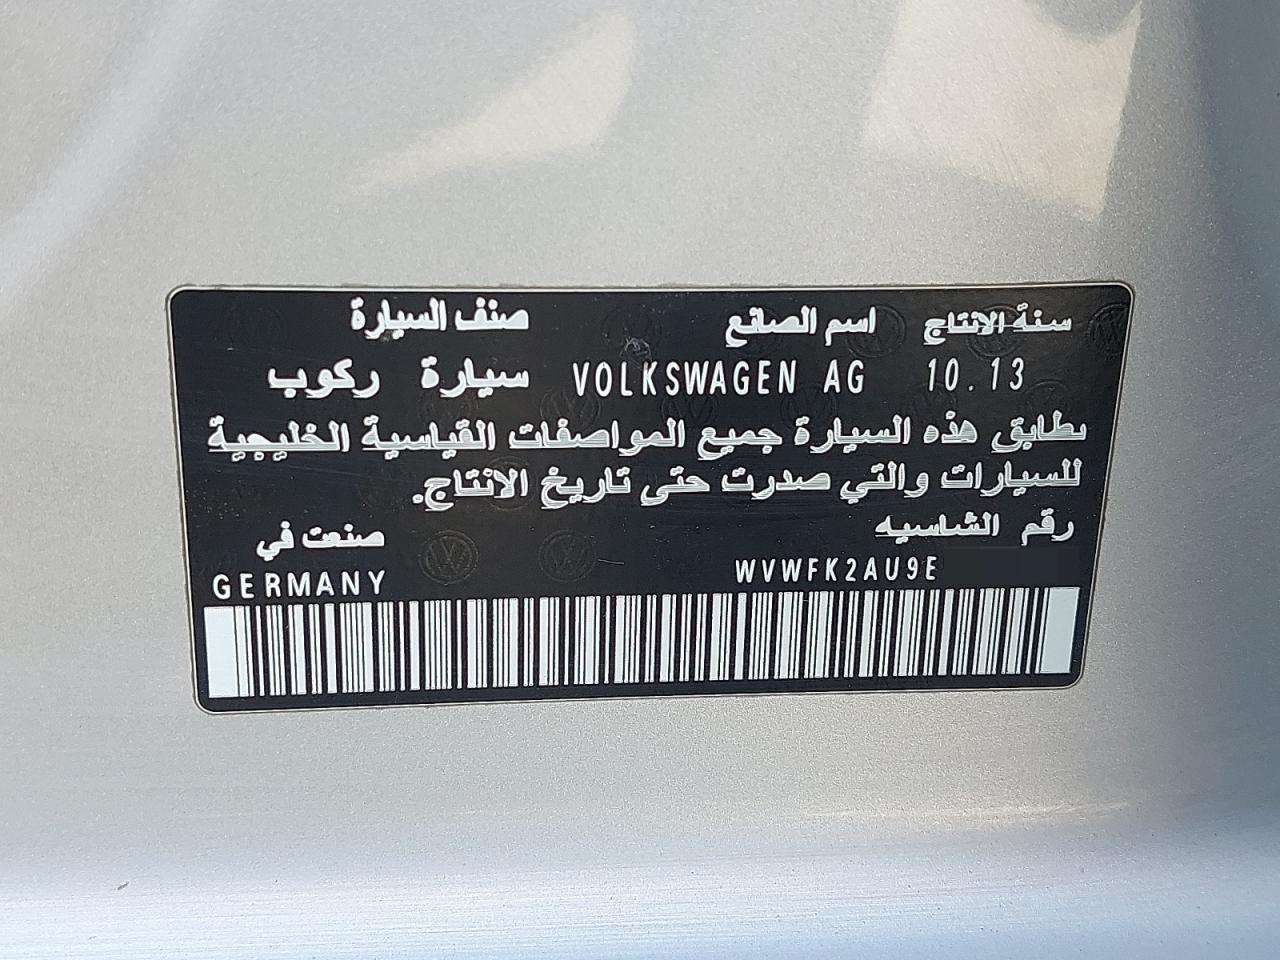 سنة الانتاج اسم الصانع صنف السيارة
10.13 VOLKSWAGEN AG سيارة ركوب
يطابق هذه السيارة جميع المواصفات القياسية الخليجية
للسيارات والتي صدرت حتى تاريخ الانتاج.
رقم الشاسيه صنعت في
WVWFK2AU9E GERMANY